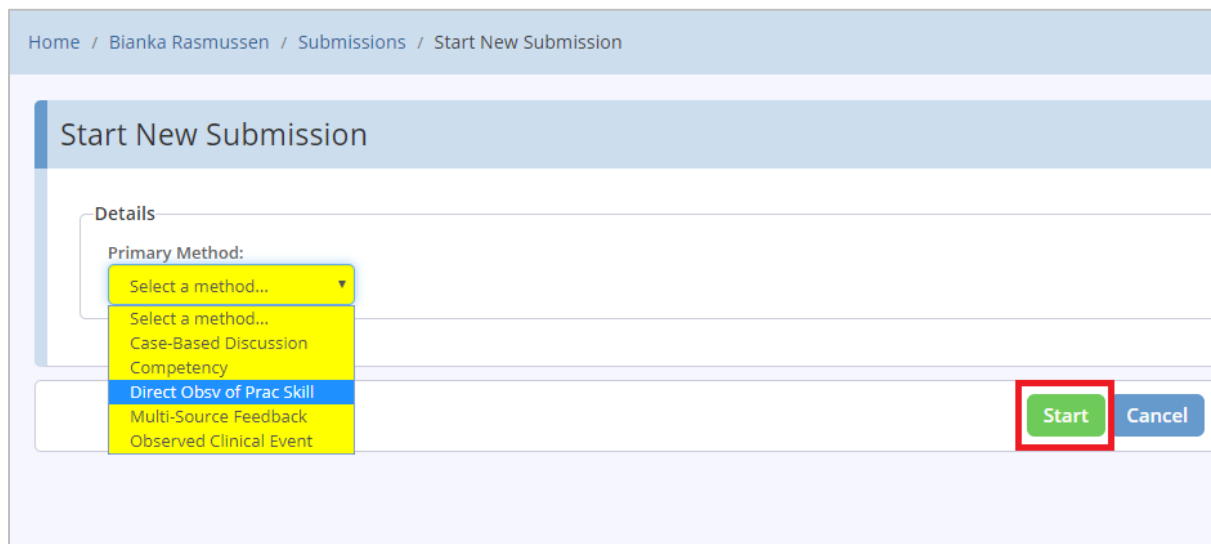 Home / Bianka Rasmussen / Submissions / Start New Submission
Start New Submission
Details
Primary Method:
Select a method...
Select a method...
Case-Based Discussion
Competency
Direct Obsv of Prac Skill
Multi-Source Feedback
Observed Clinical Event
Start Cancel